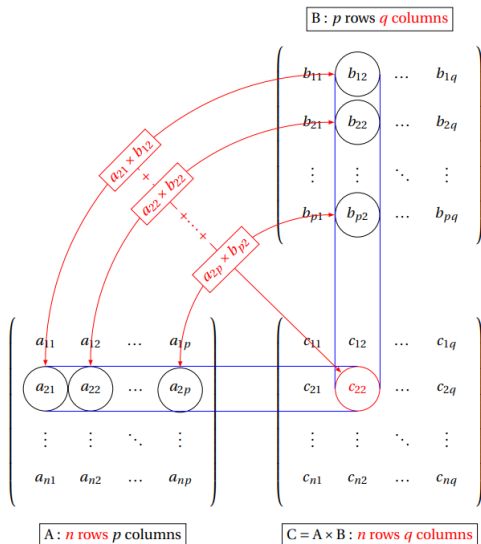 B : p rows q columns
b₁₁ b₁₂ … b₁q
b₂₁ b₂₂ … b₂q
⋮ ⋮ ⋱ ⋮
bp₁ bp₂ … bpq
a₂₁ × b₁₂
+
a₂₂ × b₂₂
+ … +
a₂p × bp₂
a₁₁ a₁₂ … a₁p
a₂₁ a₂₂ … a₂p
⋮ ⋮ ⋱ ⋮
an₁ an₂ … anp
c₁₁ c₁₂ … c₁q
c₂₁ c₂₂ … c₂q
⋮ ⋮ ⋱ ⋮
cn₁ cn₂ … cnq
A : n rows p columns
C = A × B : n rows q columns